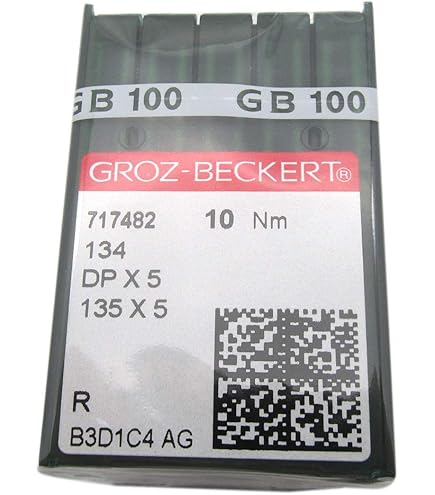 GB 100 GB 100
GROZ-BECKERT®
717482 10 Nm
134
DP X 5
135 X 5
R
B3D1C4 AG